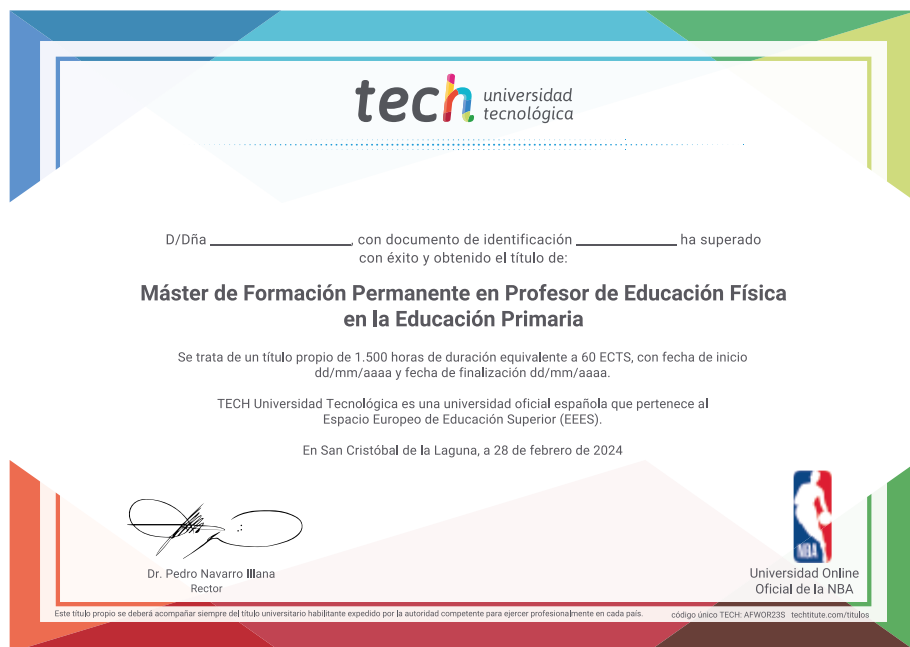 tech universidad
tecnológica
D/Dña ____________________, con documento de identificación ______________ ha superado
con éxito y obtenido el título de:
Máster de Formación Permanente en Profesor de Educación Física
en la Educación Primaria
Se trata de un título propio de 1.500 horas de duración equivalente a 60 ECTS, con fecha de inicio
dd/mm/aaaa y fecha de finalización dd/mm/aaaa.
TECH Universidad Tecnológica es una universidad oficial española que pertenece al
Espacio Europeo de Educación Superior (EEES).
En San Cristóbal de la Laguna, a 28 de febrero de 2024
NBA
Dr. Pedro Navarro Illana
Rector
Universidad Online
Oficial de la NBA
Este título propio se deberá acompañar siempre del título universitario habilitante expedido por la autoridad competente para ejercer profesionalmente en cada país.
código único TECH: AFWOR23S techtitute.com/titulos